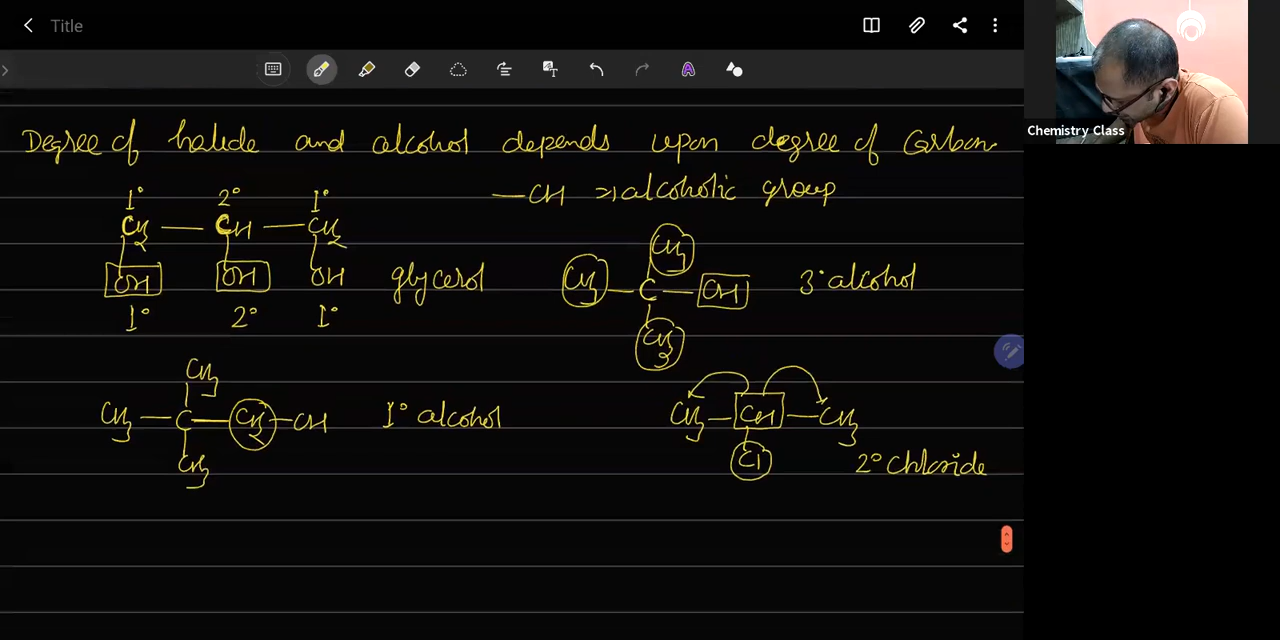 Title
Chemistry Class
Degree of halide and alcohol depends upon degree of Carbon.
—OH => alcoholic group
1° 2° 1°
CH2 — CH — CH2
OH OH OH glycerol
1° 2° 1°
CH3
CH3 — C — OH 3° alcohol
CH3
CH3
CH3 — C — CH2 — OH 1° alcohol
CH3
CH3 — CH — CH3
Cl
2° Chloride